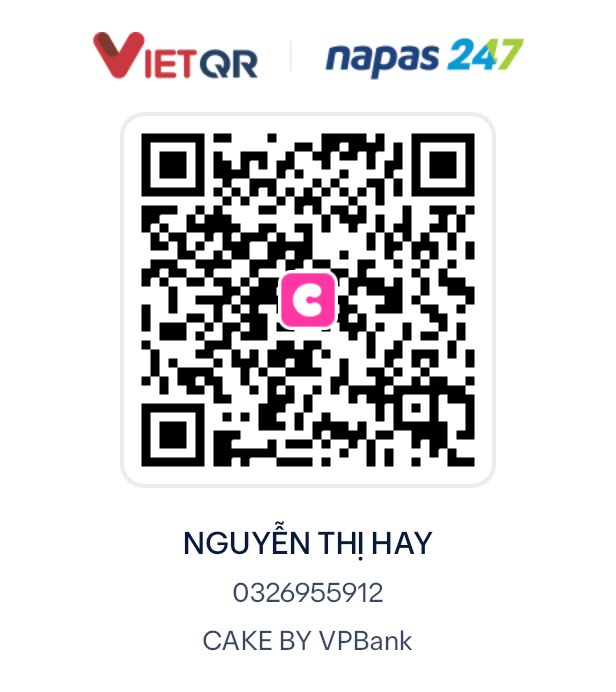 VIETQR
napas 247
NGUYỄN THỊ HAY
0326955912
CAKE BY VPBank